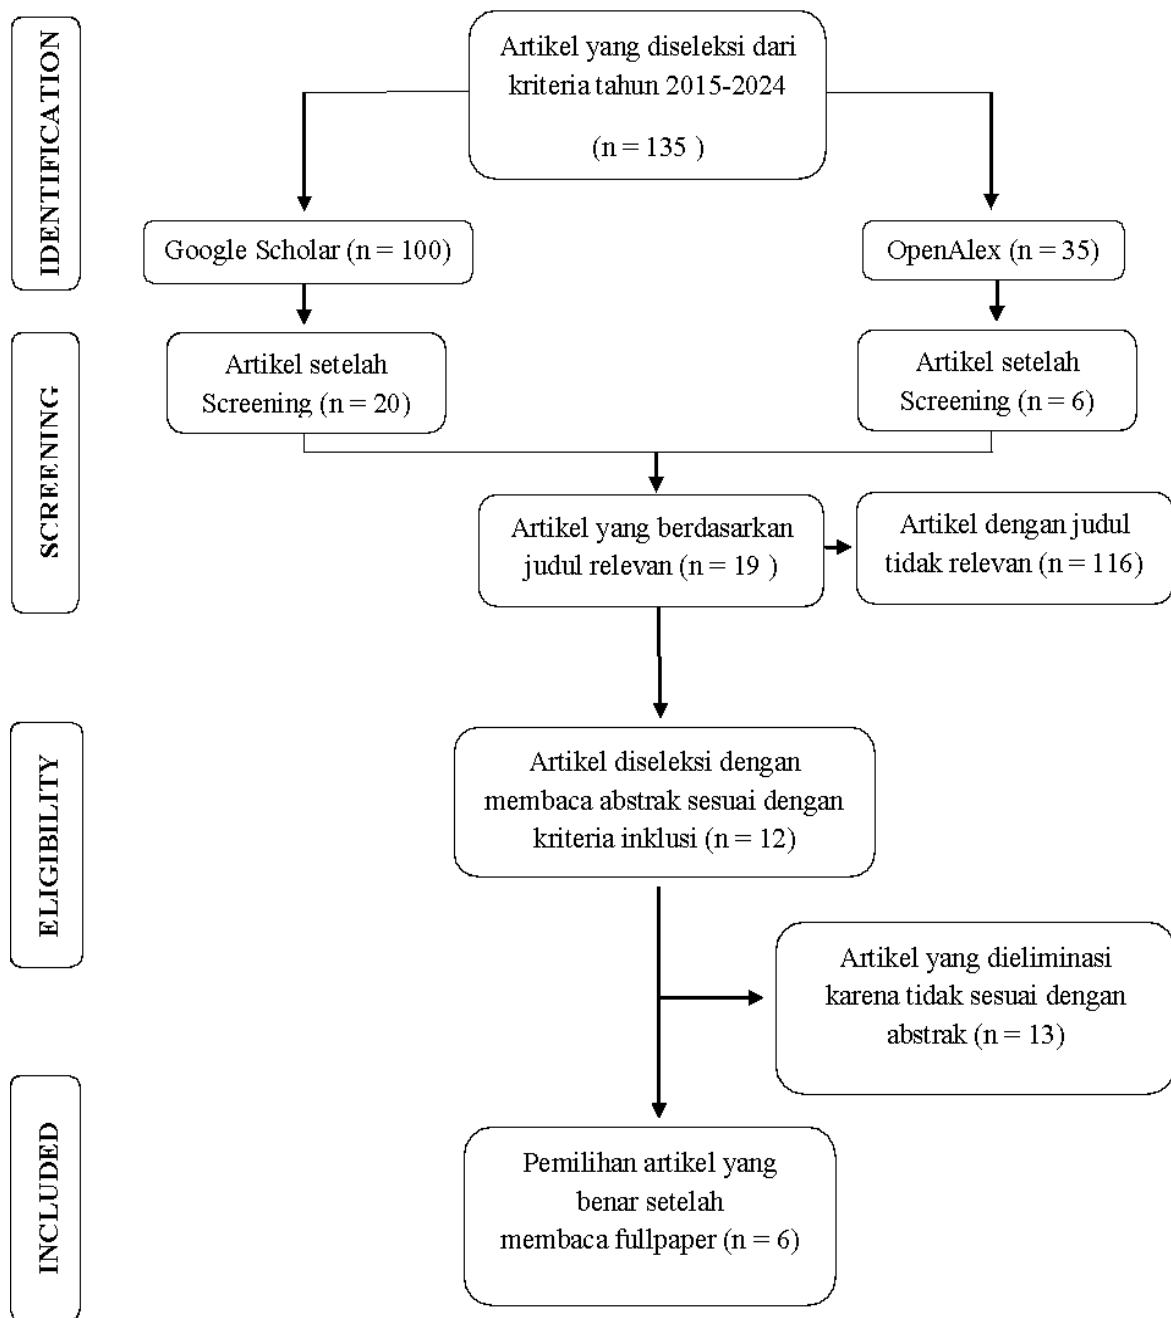 IDENTIFICATION
Artikel yang diseleksi dari
kriteria tahun 2015-2024
(n = 135 )
Google Scholar (n = 100)
OpenAlex (n = 35)
SCREENING
Artikel setelah
Screening (n = 20)
Artikel setelah
Screening (n = 6)
Artikel yang berdasarkan
judul relevan (n = 19 )
Artikel dengan judul
tidak relevan (n = 116)
ELIGIBILITY
Artikel diseleksi dengan
membaca abstrak sesuai dengan
kriteria inklusi (n = 12)
Artikel yang dieliminasi
karena tidak sesuai dengan
abstrak (n = 13)
INCLUDED
Pemilihan artikel yang
benar setelah
membaca fullpaper (n = 6)